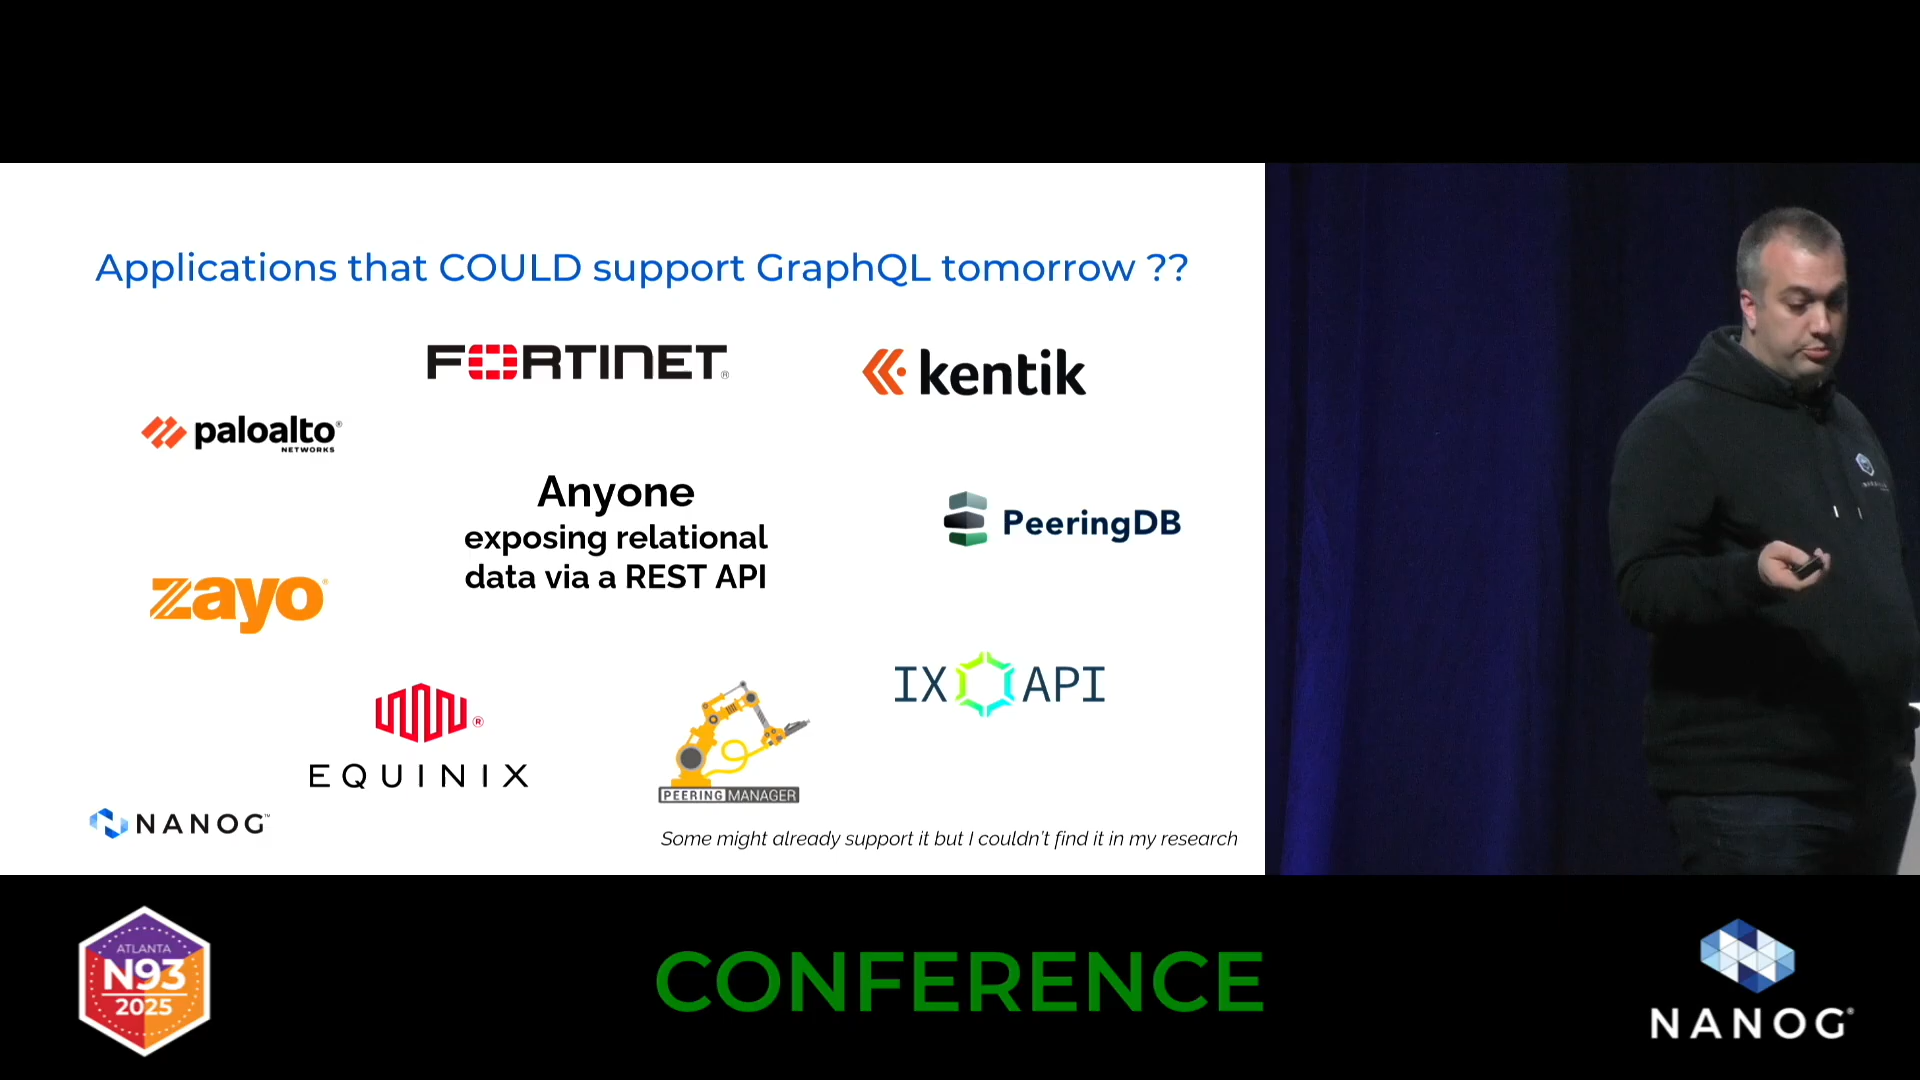 Applications that COULD support GraphQL tomorrow ??
FORTINET®
kentik
paloalto®
NETWORKS
Anyone
exposing relational
data via a REST API
PeeringDB
zayo®
IX API
®
EQUINIX
PEERING MANAGER
NANOG™
Some might already support it but I couldn't find it in my research
ATLANTA
N93
2025
CONFERENCE
NANOG®